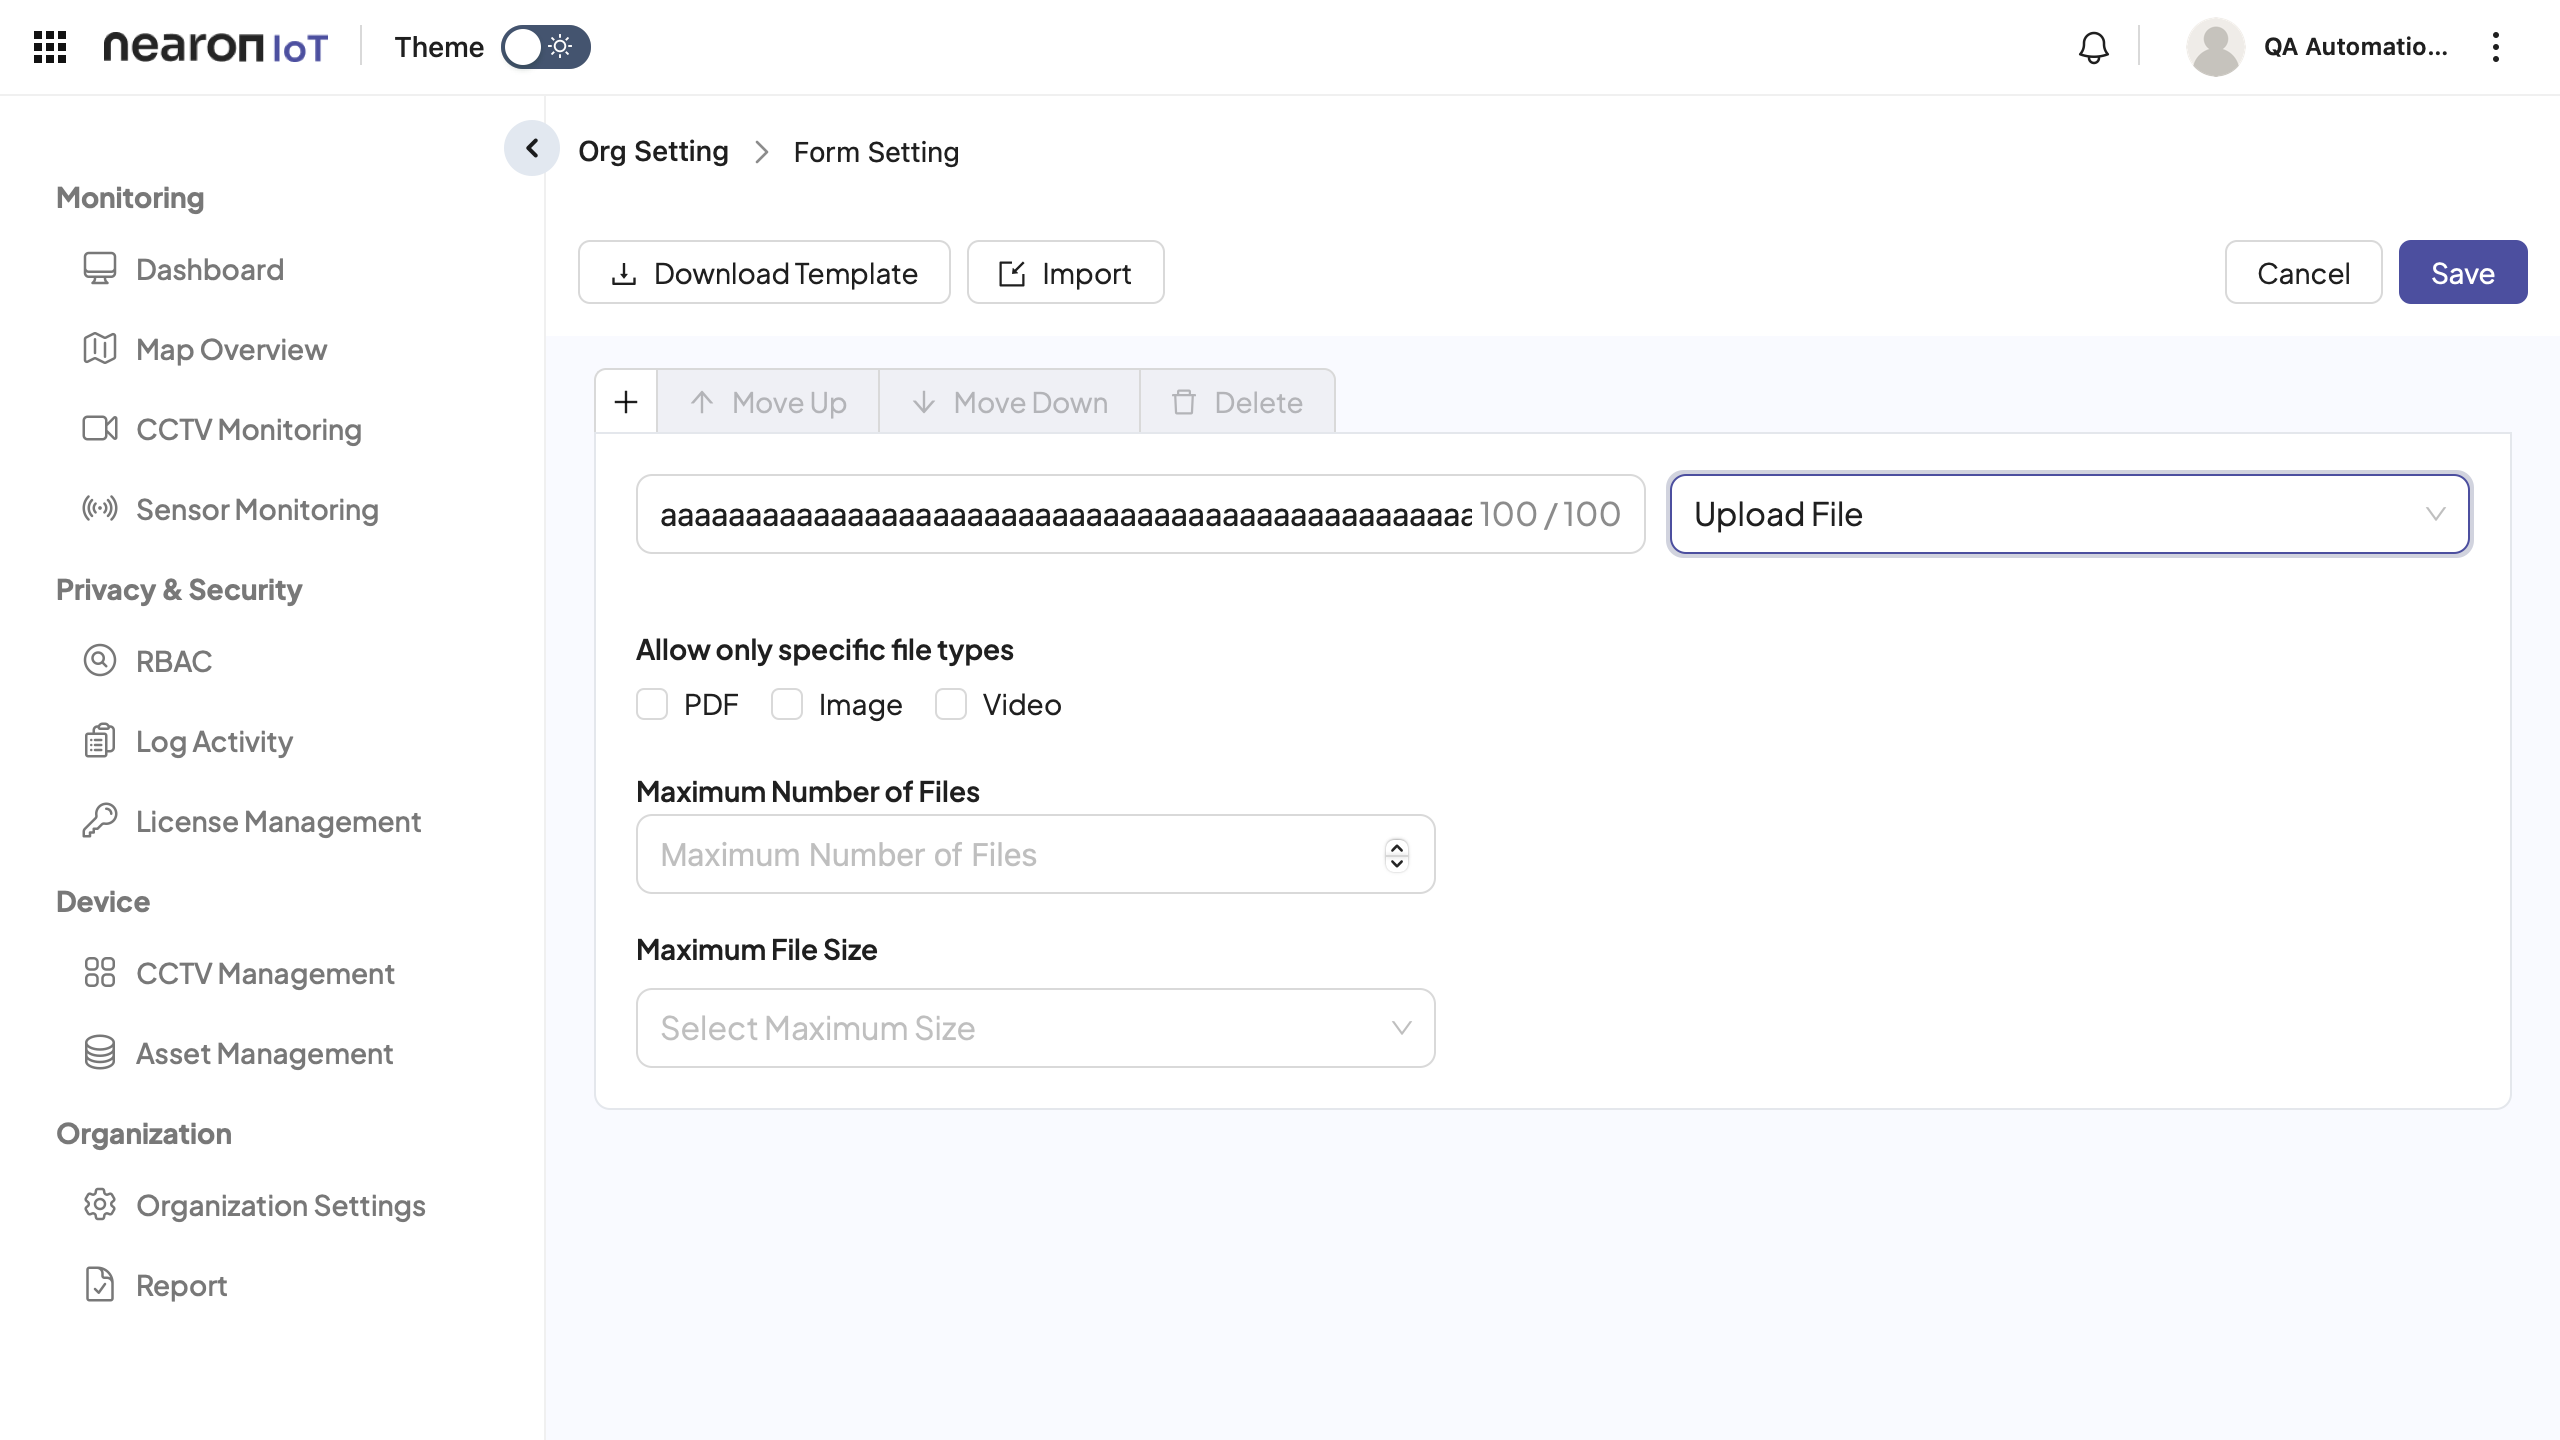 nearon IoT
Theme
QA Automatio...
Org Setting
Form Setting
Monitoring
Dashboard
Map Overview
CCTV Monitoring
Sensor Monitoring
Privacy & Security
RBAC
Log Activity
License Management
Device
CCTV Management
Asset Management
Organization
Organization Settings
Report
Download Template
Import
Cancel
Save
Move Up
Move Down
Delete
aaaaaaaaaaaaaaaaaaaaaaaaaaaaaaaaaaaaaaaaaaaaaaaa 100 / 100
Upload File
Allow only specific file types
PDF
Image
Video
Maximum Number of Files
Maximum Number of Files
Maximum File Size
Select Maximum Size